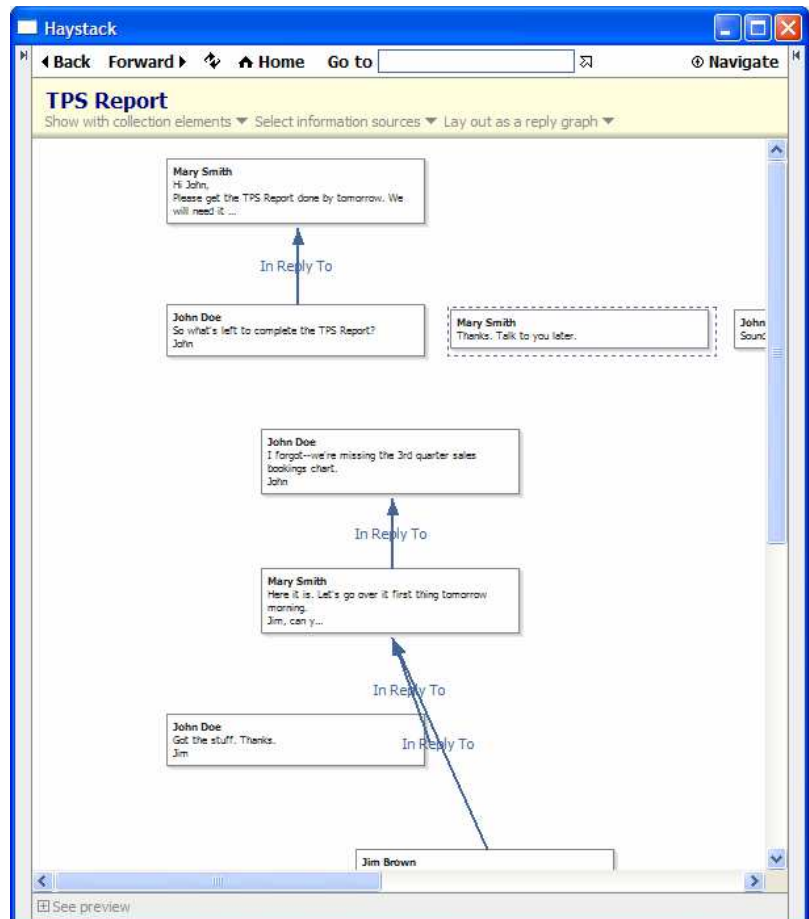 Haystack
Back Forward Home Go to Navigate
TPS Report
Show with collection elements Select information sources Lay out as a reply graph
Mary Smith
Hi John,
Please get the TPS Report done by tomorrow. We
will need it ...
In Reply To
John Doe
So what's left to complete the TPS Report?
John
Mary Smith
Thanks. Talk to you later.
John
Sound
John Doe
I forgot--we're missing the 3rd quarter sales
bookings chart.
John
In Reply To
Mary Smith
Here it is. Let's go over it first thing tomorrow
morning.
Jim, can y...
In Reply To
John Doe
Got the stuff. Thanks.
Jim
In Reply To
Jim Brown
See preview